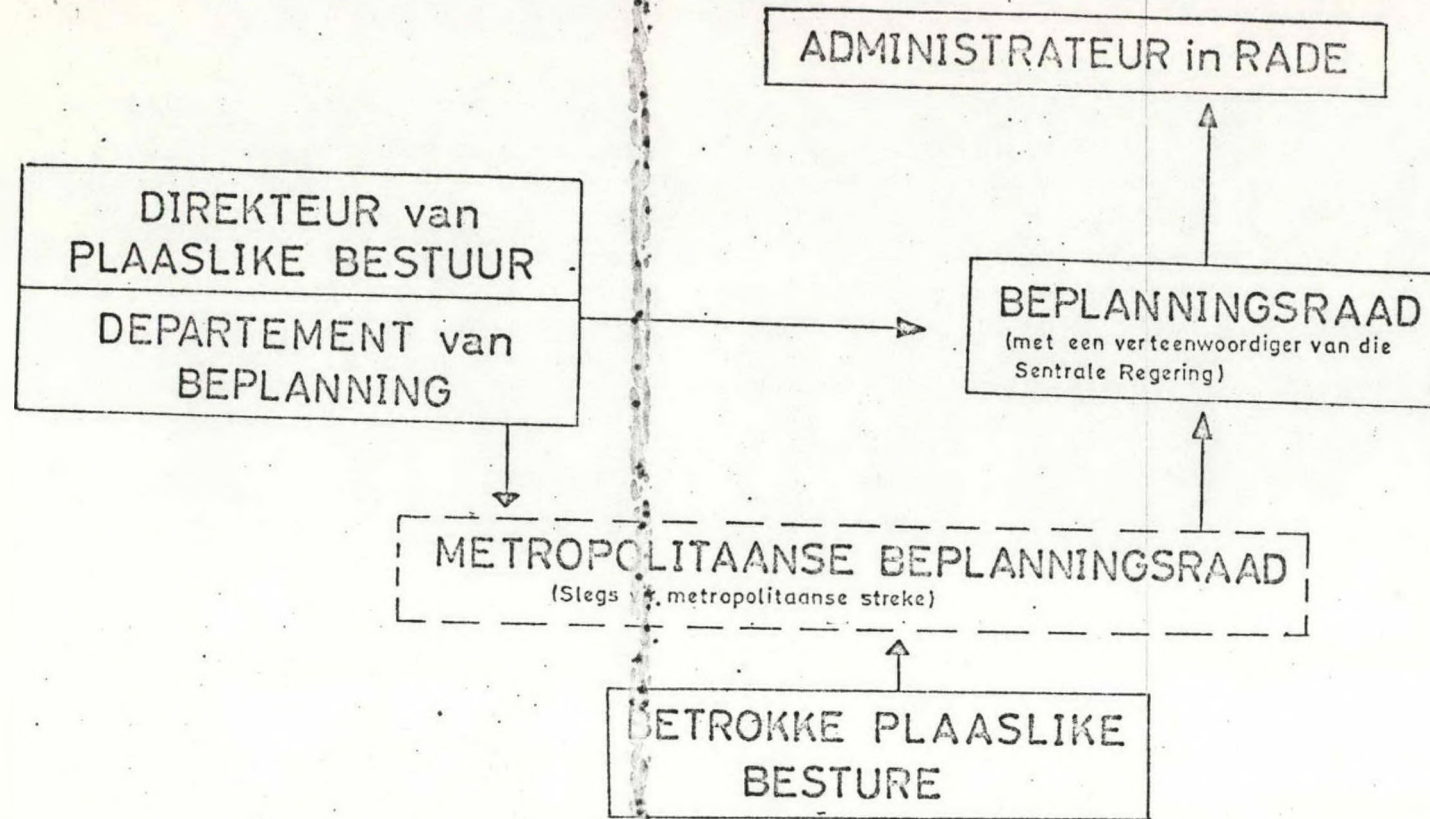 ADMINISTRATEUR in RADE
DIREKTEUR van
PLAASLIKE BESTUUR
DEPARTEMENT van
BEPLANNING
BEPLANNINGSRAAD
(met een verteenwoordiger van die
Sentrale Regering)
METROPOLITAANSE BEPLANNINGSRAAD
(Slegs metropolitaanse streke)
BETROKKE PLAASLIKE
BESTURE